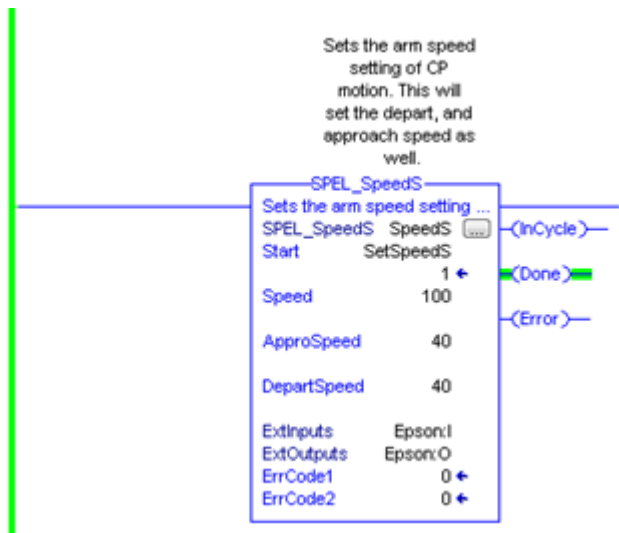 Sets the arm speed
setting of CP
motion. This will
set the depart, and
approach speed as
well.
SPEL_SpeedS
Sets the arm speed setting ...
SPEL_SpeedS SpeedS ... (InCycle)
Start SetSpeedS
1 (Done)
Speed 100
(Error)
ApproSpeed 40
DepartSpeed 40
ExtInputs Epson:I
ExtOutputs Epson:O
ErrCode1 0
ErrCode2 0